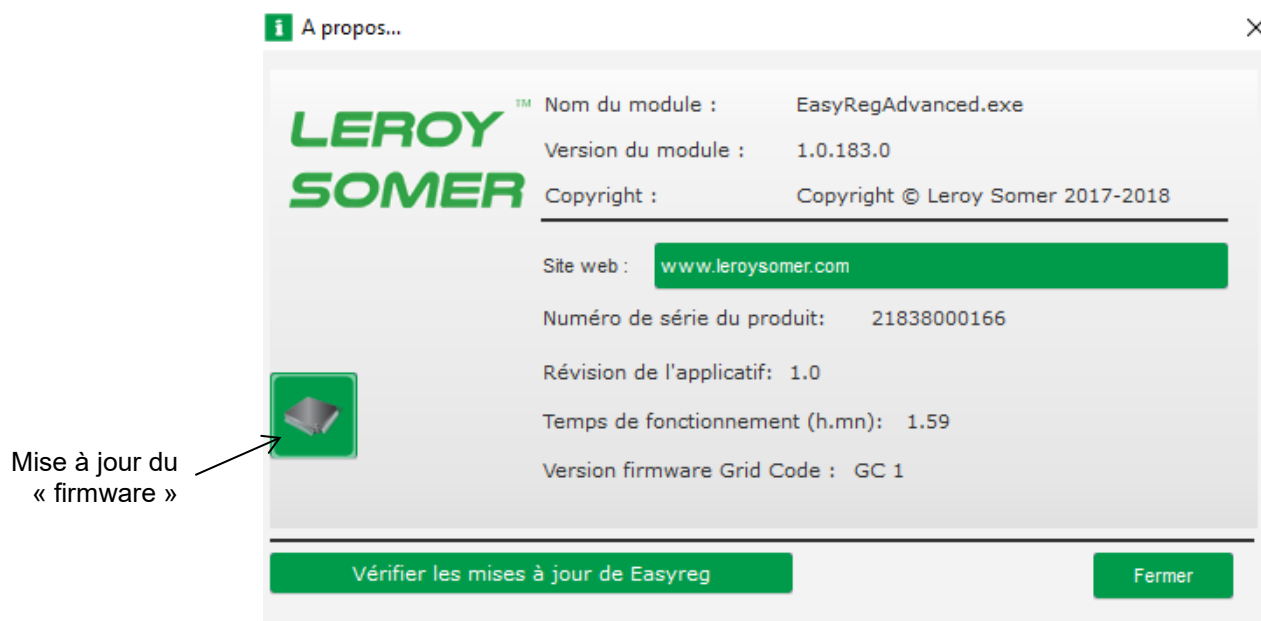 A propos...
LEROY™
SOMER
Nom du module : EasyRegAdvanced.exe
Version du module : 1.0.183.0
Copyright : Copyright © Leroy Somer 2017-2018
Site web : www.leroysomer.com
Numéro de série du produit: 21838000166
Révision de l'applicatif: 1.0
Temps de fonctionnement (h.mn): 1.59
Version firmware Grid Code : GC 1
Mise à jour du
« firmware »
Vérifier les mises à jour de Easyreg
Fermer